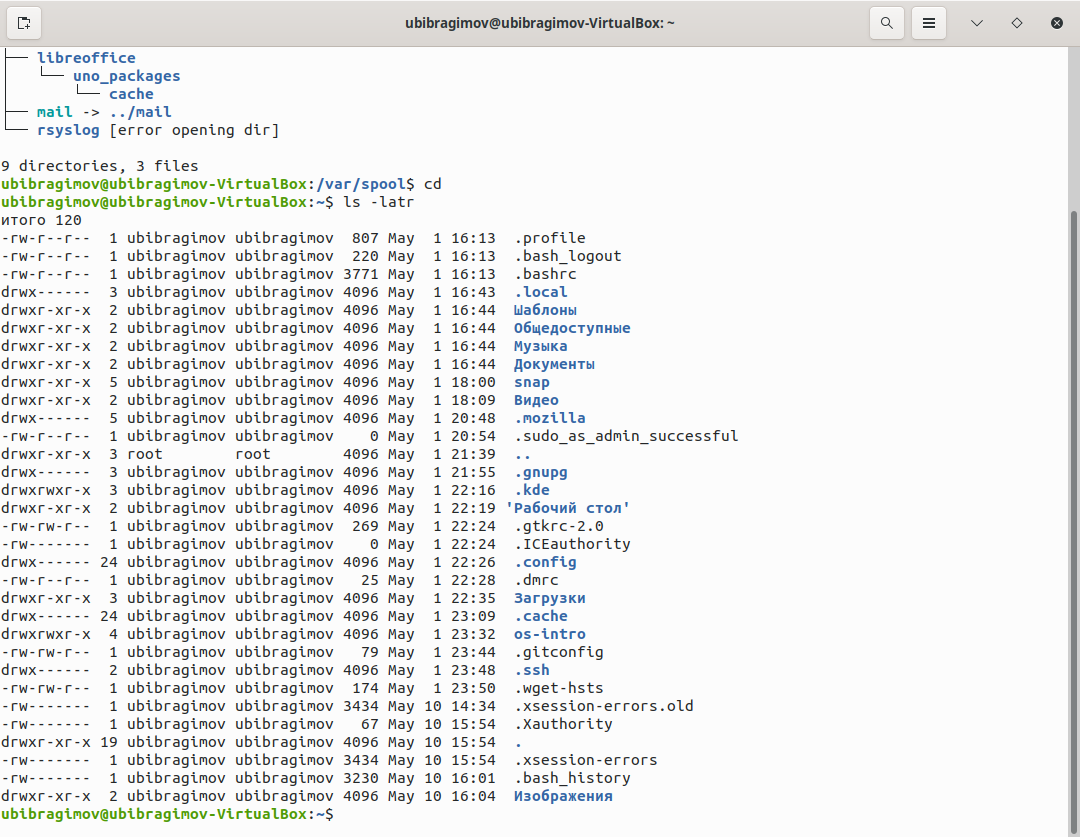 ubibragimov@ubibragimov-VirtualBox: ~
├── libreoffice
│   └── uno_packages
│       └── cache
├── mail -> ../mail
└── rsyslog [error opening dir]
9 directories, 3 files
ubibragimov@ubibragimov-VirtualBox:/var/spool$ cd
ubibragimov@ubibragimov-VirtualBox:~$ ls -latr
итого 120
-rw-r--r--  1 ubibragimov ubibragimov  807 May  1 16:13  .profile
-rw-r--r--  1 ubibragimov ubibragimov  220 May  1 16:13  .bash_logout
-rw-r--r--  1 ubibragimov ubibragimov 3771 May  1 16:13  .bashrc
drwx------  3 ubibragimov ubibragimov 4096 May  1 16:43  .local
drwxr-xr-x  2 ubibragimov ubibragimov 4096 May  1 16:44  Шаблоны
drwxr-xr-x  2 ubibragimov ubibragimov 4096 May  1 16:44  Общедоступные
drwxr-xr-x  2 ubibragimov ubibragimov 4096 May  1 16:44  Музыка
drwxr-xr-x  2 ubibragimov ubibragimov 4096 May  1 16:44  Документы
drwxr-xr-x  5 ubibragimov ubibragimov 4096 May  1 18:00  snap
drwxr-xr-x  2 ubibragimov ubibragimov 4096 May  1 18:09  Видео
drwx------  5 ubibragimov ubibragimov 4096 May  1 20:48  .mozilla
-rw-r--r--  1 ubibragimov ubibragimov    0 May  1 20:54  .sudo_as_admin_successful
drwxr-xr-x  3 root        root        4096 May  1 21:39  ..
drwx------  3 ubibragimov ubibragimov 4096 May  1 21:55  .gnupg
drwxrwxr-x  3 ubibragimov ubibragimov 4096 May  1 22:16  .kde
drwxr-xr-x  2 ubibragimov ubibragimov 4096 May  1 22:19 'Рабочий стол'
-rw-rw-r--  1 ubibragimov ubibragimov  269 May  1 22:24  .gtkrc-2.0
-rw-------  1 ubibragimov ubibragimov    0 May  1 22:24  .ICEauthority
drwx------ 24 ubibragimov ubibragimov 4096 May  1 22:26  .config
-rw-r--r--  1 ubibragimov ubibragimov   25 May  1 22:28  .dmrc
drwxr-xr-x  3 ubibragimov ubibragimov 4096 May  1 22:35  Загрузки
drwx------ 24 ubibragimov ubibragimov 4096 May  1 23:09  .cache
drwxrwxr-x  4 ubibragimov ubibragimov 4096 May  1 23:32  os-intro
-rw-rw-r--  1 ubibragimov ubibragimov   79 May  1 23:44  .gitconfig
drwx------  2 ubibragimov ubibragimov 4096 May  1 23:48  .ssh
-rw-rw-r--  1 ubibragimov ubibragimov  174 May  1 23:50  .wget-hsts
-rw-------  1 ubibragimov ubibragimov 3434 May 10 14:34  .xsession-errors.old
-rw-------  1 ubibragimov ubibragimov   67 May 10 15:54  .Xauthority
drwxr-xr-x 19 ubibragimov ubibragimov 4096 May 10 15:54  .
-rw-------  1 ubibragimov ubibragimov 3434 May 10 15:54  .xsession-errors
-rw-------  1 ubibragimov ubibragimov 3230 May 10 16:01  .bash_history
drwxr-xr-x  2 ubibragimov ubibragimov 4096 May 10 16:04  Изображения
ubibragimov@ubibragimov-VirtualBox:~$